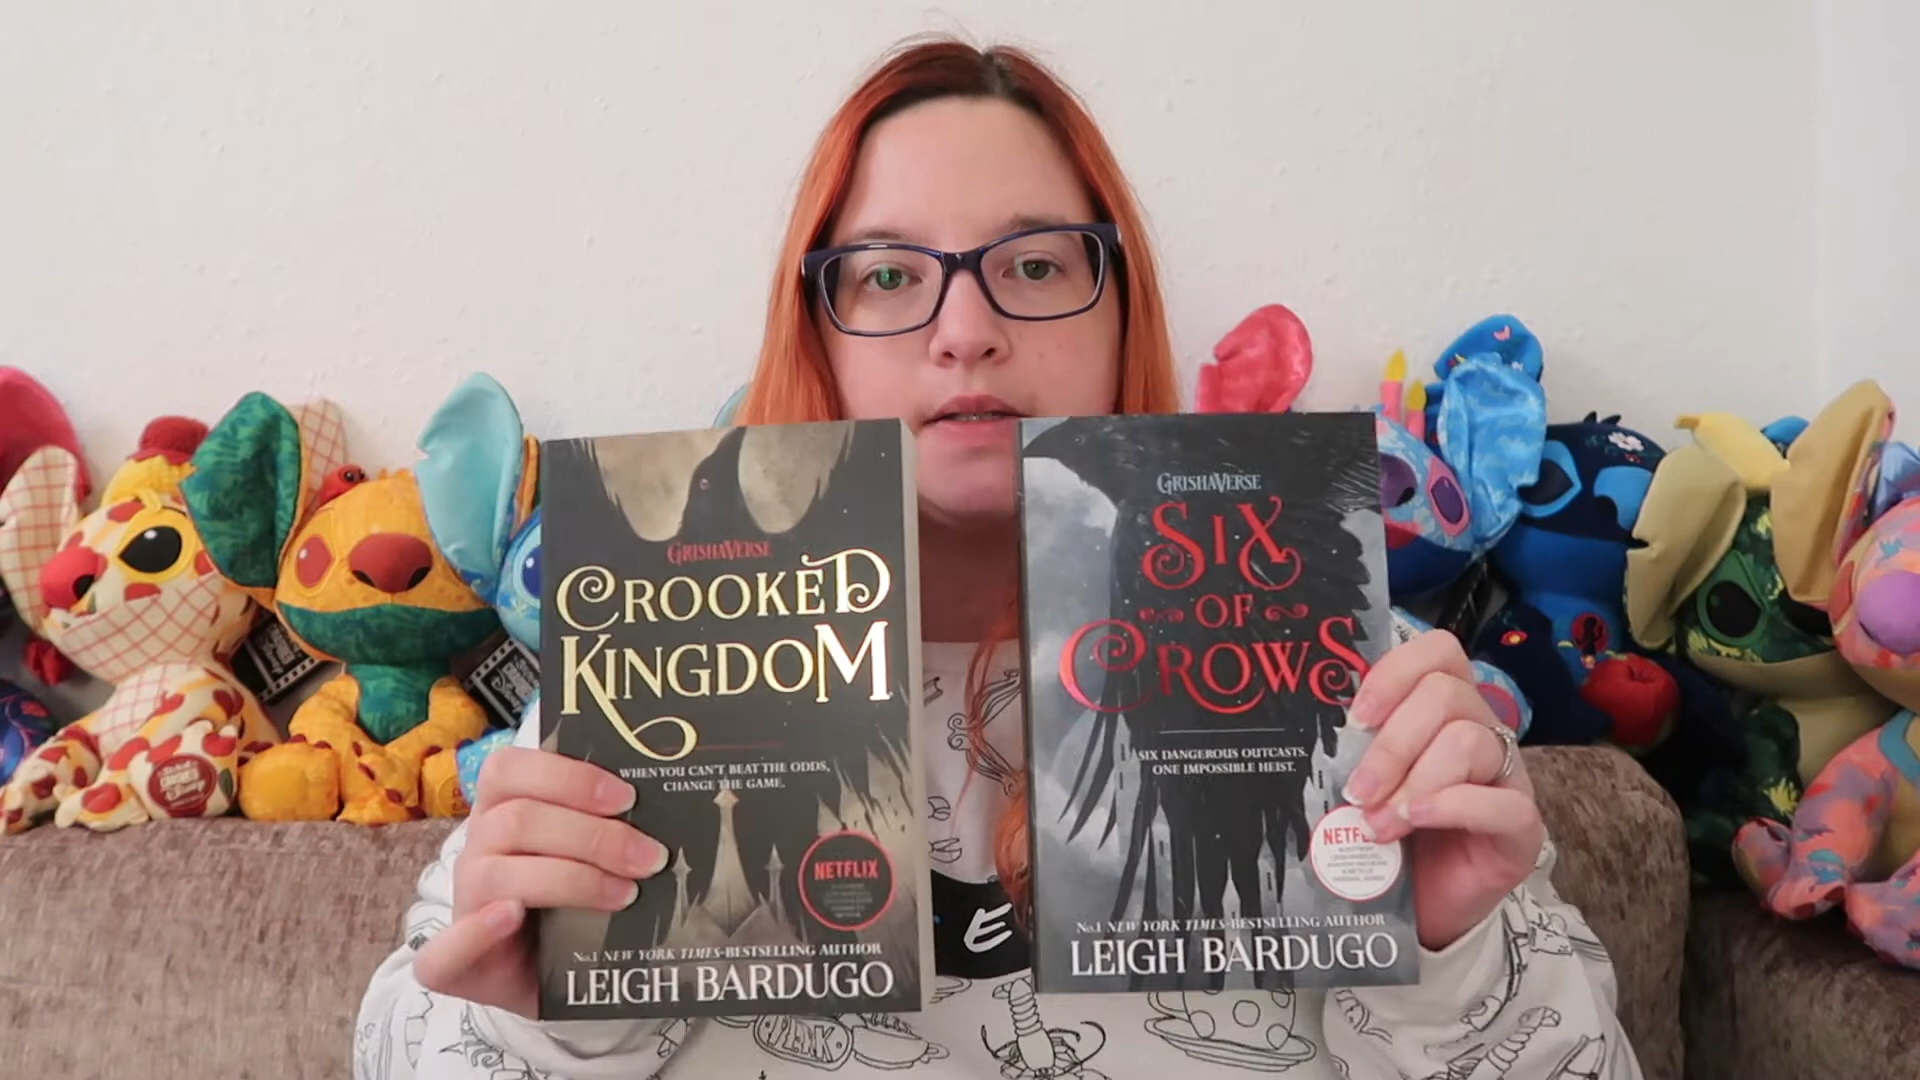 GRISHAVERSE
CROOKED
KINGDOM
WHEN YOU CAN'T BEAT THE ODDS,
CHANGE THE GAME.
NETFLIX
No.1 NEW YORK TIMES-BESTSELLING AUTHOR
LEIGH BARDUGO
GRISHAVERSE
SIX
OF
CROWS
SIX DANGEROUS OUTCASTS.
ONE IMPOSSIBLE HEIST.
NETFL
No.1 NEW YORK TIMES-BESTSELLING AUTHOR
LEIGH BARDUGO
E